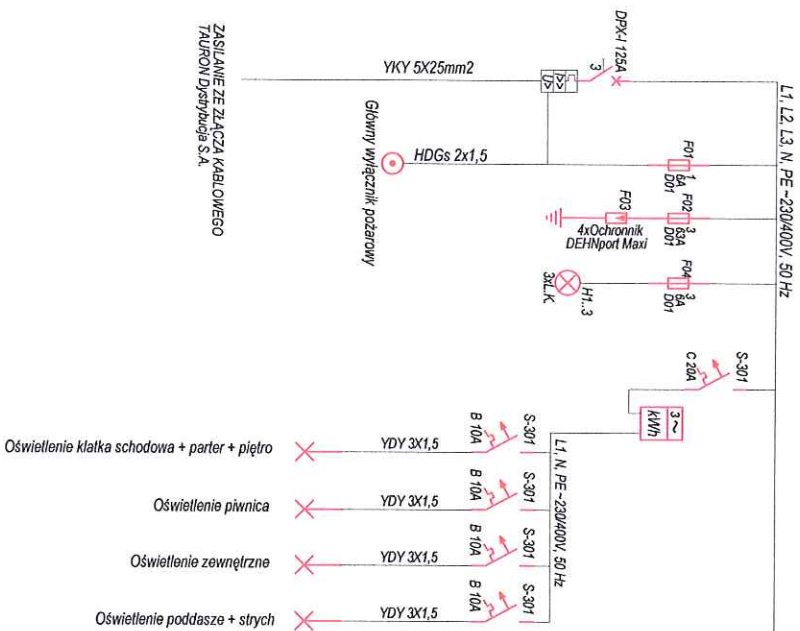 ZASILANIE ZE ZŁĄCZA KABLOWEGO
TAURON Dystrybucja S.A.
YKY 5X25mm2
3
DPX-I 125A
U>
>>
L1, L2, L3, N, PE ~230/400V, 50 Hz
Główny wyłącznik pożarowy
HDGs 2x1,5
F01
1
6A
D01
F02
3
63A
D01
F03
4xOchronnik
DEHNport Maxi
F04
3
6A
D01
H1..3
3xL.K.
S-301
C 20A
3 ~
kWh
L1, N, PE ~230/400V, 50 Hz
Oświetlenie klatka schodowa + parter + piętro
YDY 3X1,5
B 10A
S-301
Oświetlenie piwnica
YDY 3X1,5
B 10A
S-301
Oświetlenie zewnętrzne
YDY 3X1,5
B 10A
S-301
Oświetlenie poddasze + strych
YDY 3X1,5
B 10A
S-301